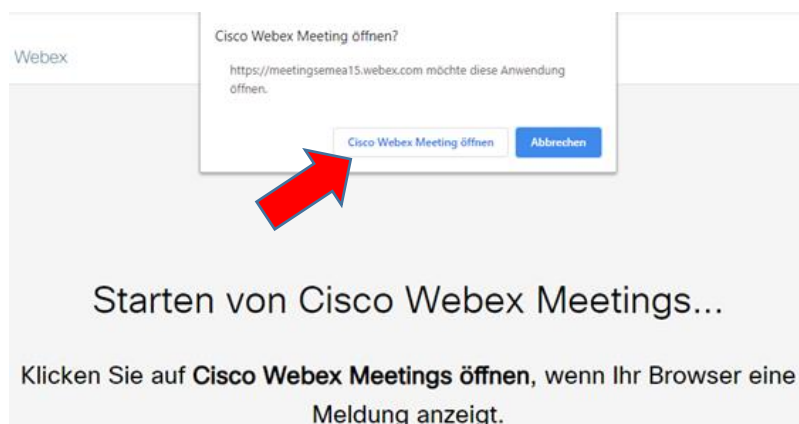 Cisco Webex Meeting öffnen?
Webex
https://meetingsemea15.webex.com möchte diese Anwendung
öffnen.
Cisco Webex Meeting öffnen Abbrechen
Starten von Cisco Webex Meetings...
Klicken Sie auf Cisco Webex Meetings öffnen, wenn Ihr Browser eine
Meldung anzeigt.